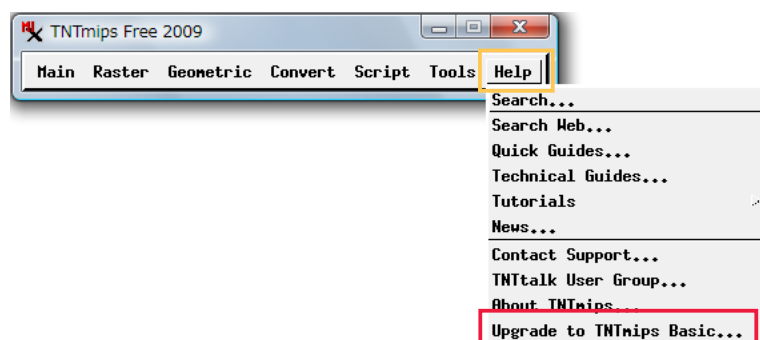 TNTmips Free 2009
Main Raster Geometric Convert Script Tools Help
Search...
Search Web...
Quick Guides...
Technical Guides...
Tutorials
News...
Contact Support...
TNTtalk User Group...
About TNTmips...
Upgrade to TNTmips Basic...